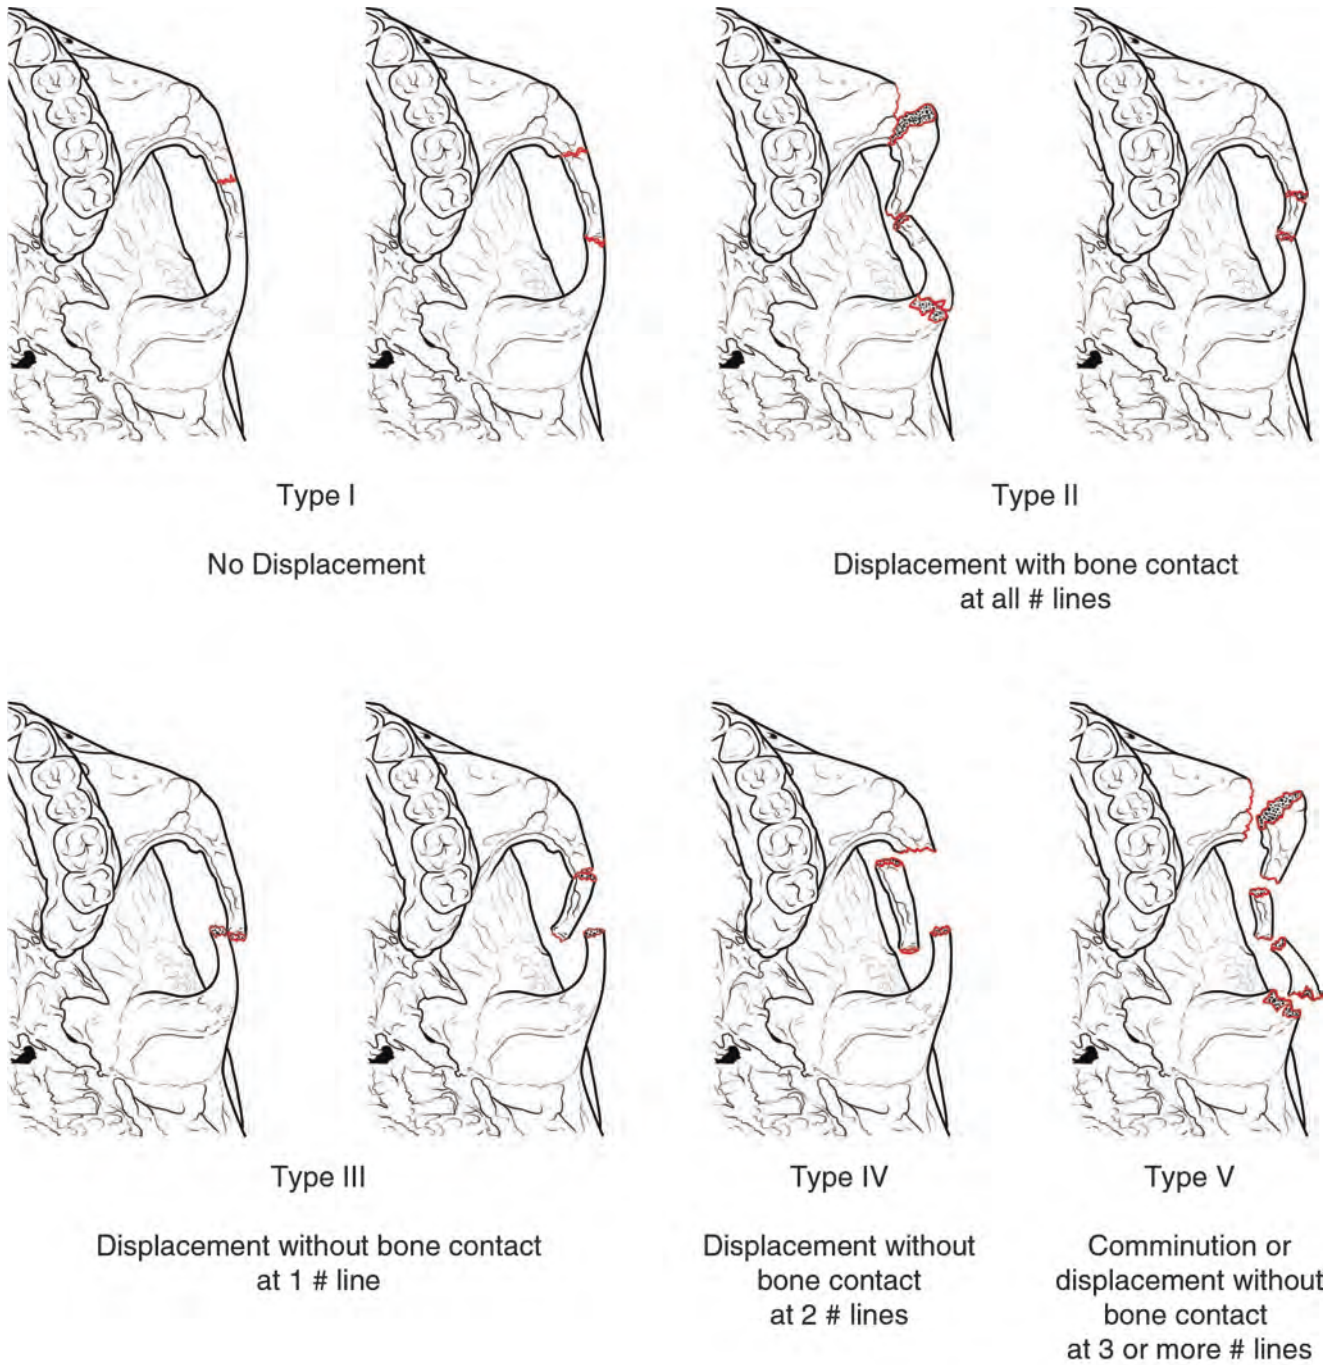 Type I
No Displacement
Type II
Displacement with bone contact
at all # lines
Type III
Displacement without bone contact
at 1 # line
Type IV
Displacement without
bone contact
at 2 # lines
Type V
Comminution or
displacement without
bone contact
at 3 or more # lines